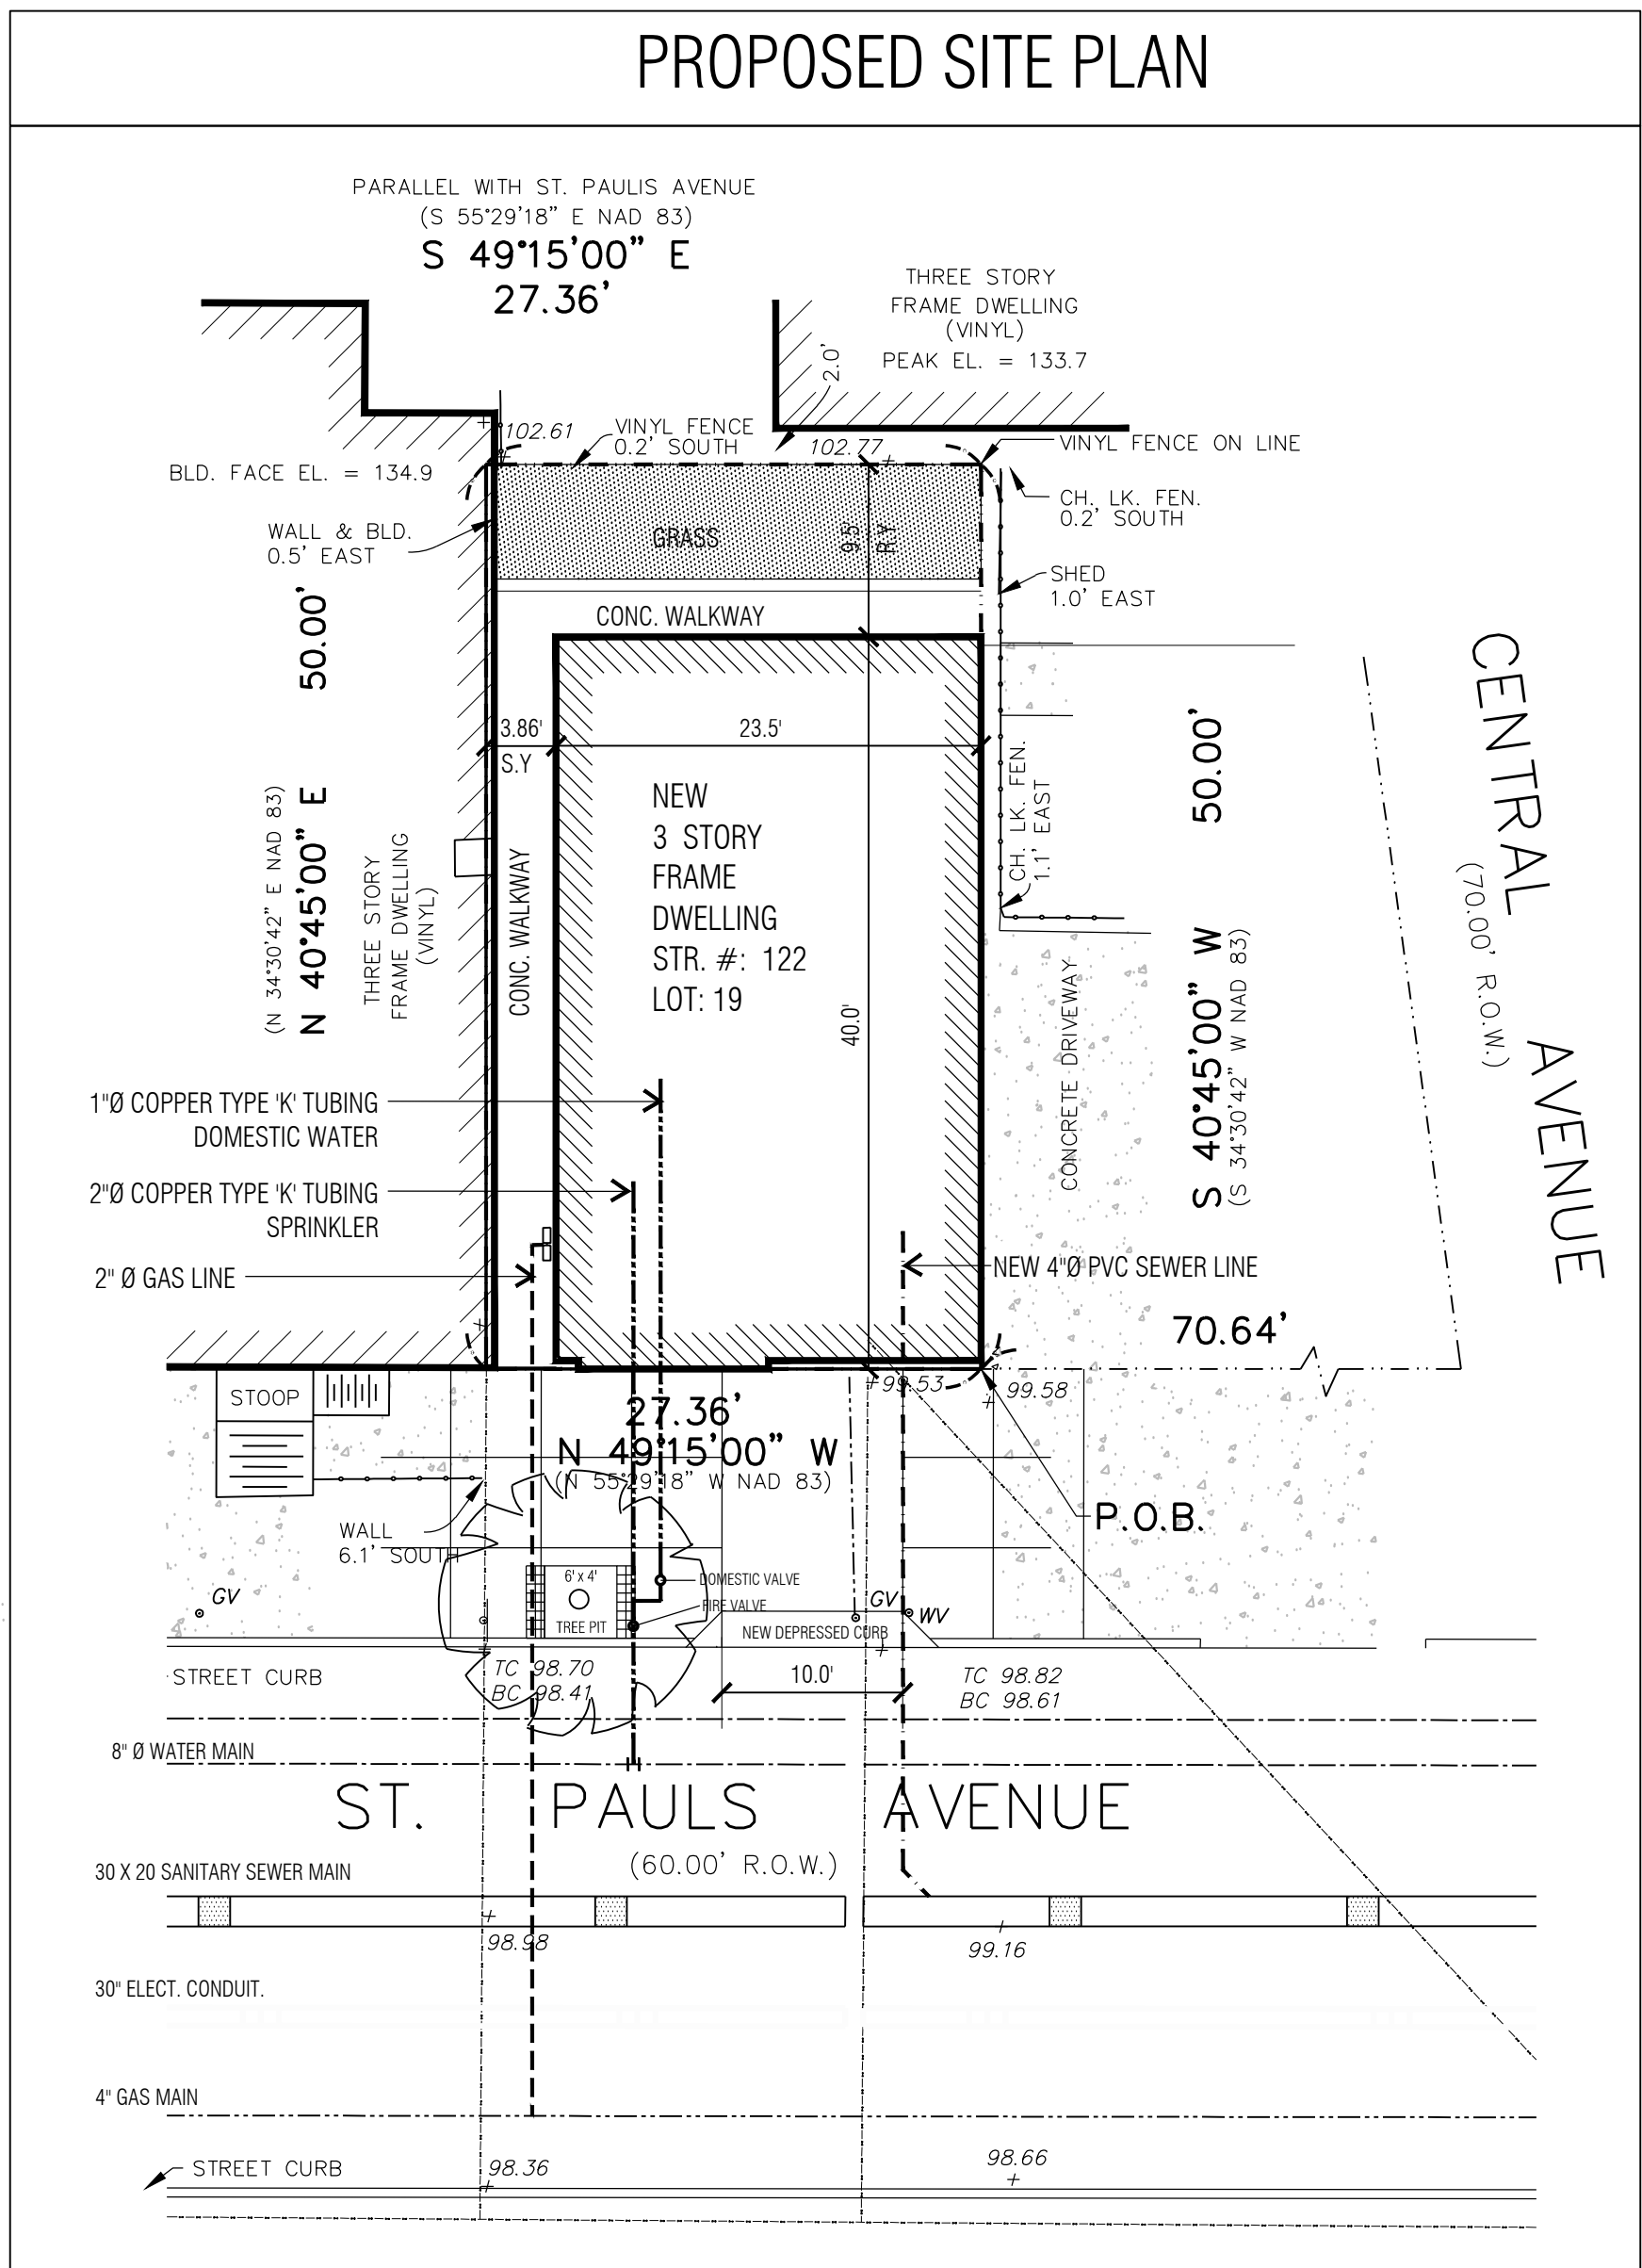 PROPOSED SITE PLAN
PARALLEL WITH ST. PAULIS AVENUE
(S 55°29'18" E NAD 83)
S 49°15'00" E
27.36'
THREE STORY
FRAME DWELLING
(VINYL)
PEAK EL. = 133.7
2.0'
102.61
VINYL FENCE
0.2' SOUTH
102.77
VINYL FENCE ON LINE
BLD. FACE EL. = 134.9
CH. LK. FEN.
0.2' SOUTH
WALL & BLD.
0.5' EAST
GRASS
9.5'
R.Y
SHED
1.0' EAST
CONC. WALKWAY
50.00'
N 40°45'00" E
(N 34°30'42" E NAD 83)
THREE STORY
FRAME DWELLING
(VINYL)
3.86'
S.Y
23.5'
CONC. WALKWAY
NEW
3 STORY
FRAME
DWELLING
STR. #: 122
LOT: 19
40.0'
CH. LK. FEN.
1.1' EAST
CONCRETE DRIVEWAY
50.00'
S 40°45'00" W
(S 34°30'42" W NAD 83)
CENTRAL AVENUE
(70.00' R.O.W.)
1"Ø COPPER TYPE 'K' TUBING
DOMESTIC WATER
2"Ø COPPER TYPE 'K' TUBING
SPRINKLER
2" Ø GAS LINE
NEW 4"Ø PVC SEWER LINE
70.64'
STOOP
99.53
99.58
27.36'
N 49°15'00" W
(N 55°29'18" W NAD 83)
P.O.B.
WALL
6.1' SOUTH
6' x 4'
TREE PIT
DOMESTIC VALVE
FIRE VALVE
GV
GV
WV
NEW DEPRESSED CURB
STREET CURB
TC 98.70
BC 98.41
10.0'
TC 98.82
BC 98.61
8" Ø WATER MAIN
ST. PAULS AVENUE
(60.00' R.O.W.)
30 X 20 SANITARY SEWER MAIN
98.98
99.16
30" ELECT. CONDUIT.
4" GAS MAIN
STREET CURB
98.36
98.66